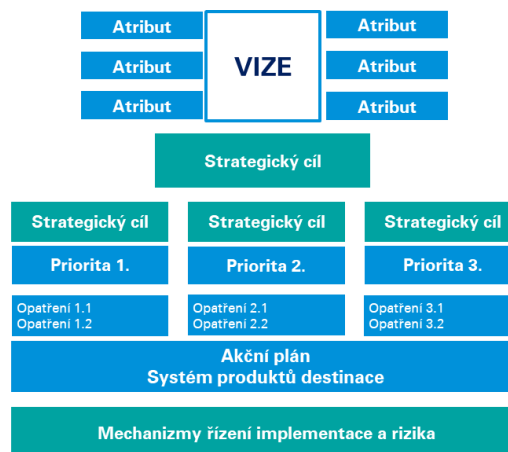 Atribut
Atribut
Atribut
VIZE
Atribut
Atribut
Atribut
Strategický cíl
Strategický cíl
Priorita 1.
Opatření 1.1
Opatření 1.2
Strategický cíl
Priorita 2.
Opatření 2.1
Opatření 2.2
Strategický cíl
Priorita 3.
Opatření 3.1
Opatření 3.2
Akční plán
Systém produktů destinace
Mechanizmy řízení implementace a rizika